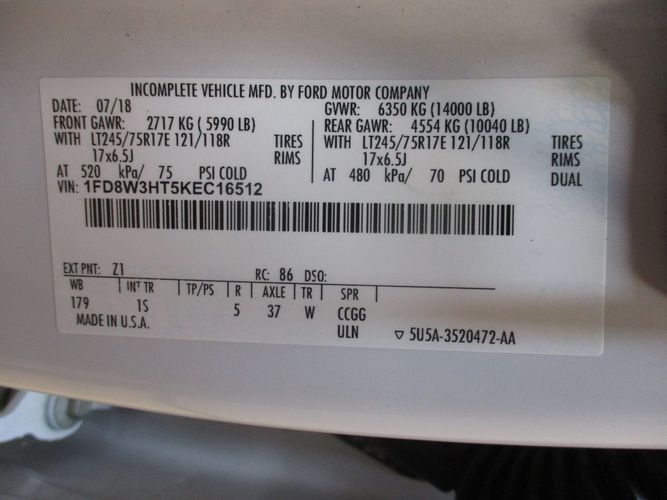 INCOMPLETE VEHICLE MFD. BY FORD MOTOR COMPANY
DATE: 07/18 GVWR: 6350 KG (14000 LB)
FRONT GAWR: 2717 KG ( 5990 LB) REAR GAWR: 4554 KG (10040 LB)
WITH LT245/75R17E 121/118R TIRES WITH LT245/75R17E 121/118R TIRES
17x6.5J RIMS 17x6.5J RIMS
AT 520 kPa/ 75 PSI COLD AT 480 kPa/ 70 PSI COLD DUAL
VIN: 1FD8W3HT5KEC16512
EXT PNT: Z1 RC: 86 DSO:
WB INT TR TP/PS R AXLE TR SPR
179 1S 5 37 W CCGG
MADE IN U.S.A. ULN ▽ 5U5A-3520472-AA